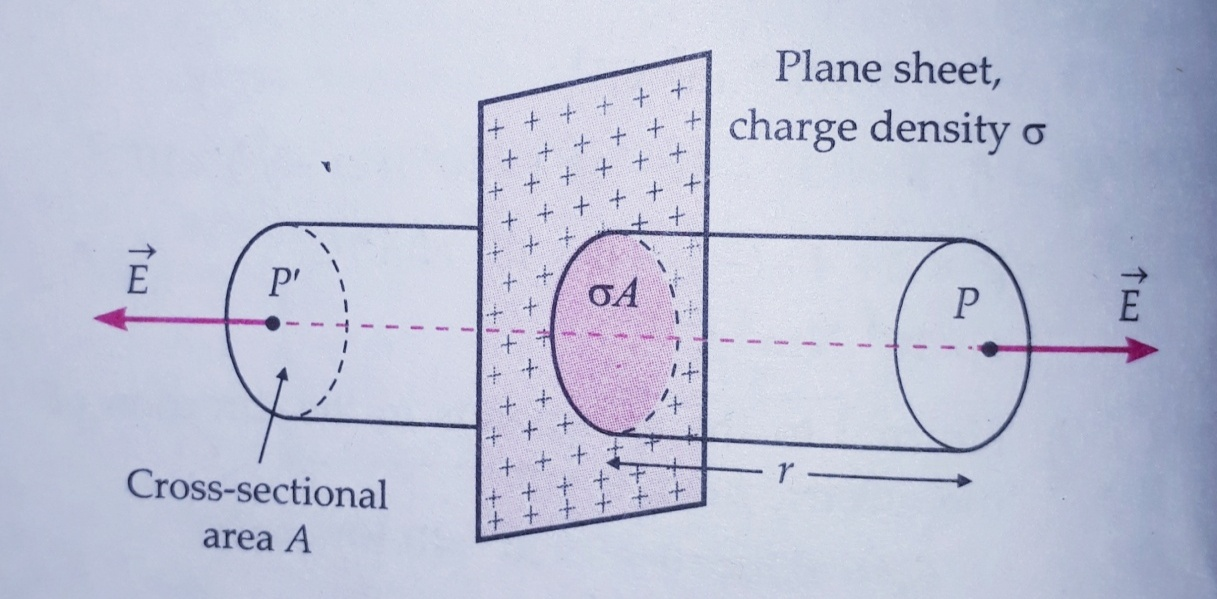 Plane sheet,
charge density σ
E⃗
P′
σA
P
E⃗
r
Cross-sectional
area A